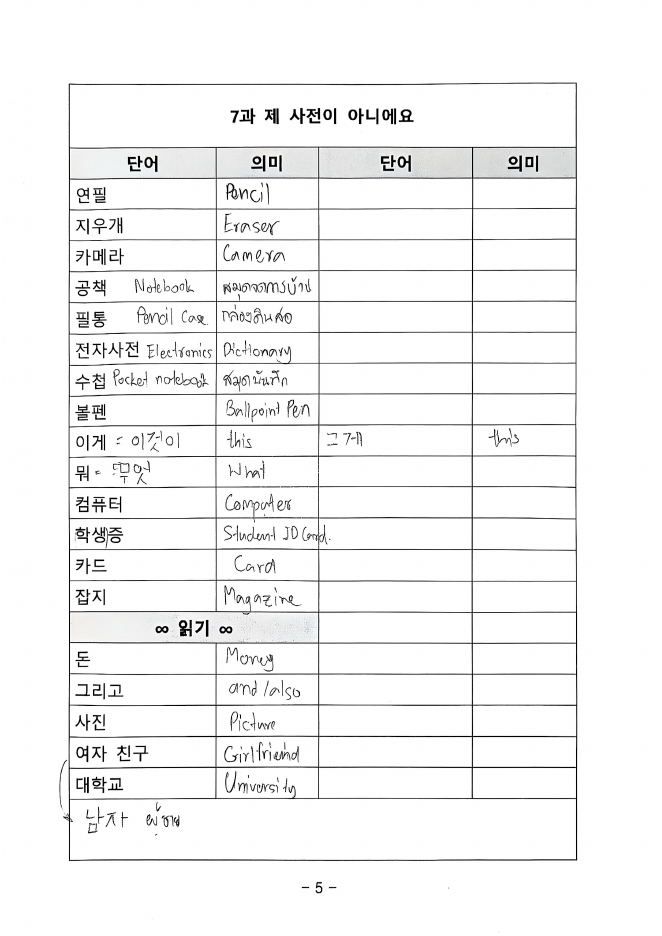 7과 제 사전이 아니에요
단어 의미 단어 의미
연필 Pencil
지우개 Eraser
카메라 Camera
공책 Notebook สมุดจดการบ้าน
필통 Pencil Case กล่องดินสอ
전자사전 Electronics Dictionary
수첩 Pocket notebook สมุดบันทึก
볼펜 Ballpoint Pen
이게 = 이것이 this 그게 this
뭐 = 무엇 What
컴퓨터 Computer
학생증 Student ID Card.
카드 Card
잡지 Magazine
∞ 읽기 ∞
돈 Money
그리고 and /also
사진 Picture
여자 친구 Girlfriend
대학교 University
남자 ผู้ชาย
- 5 -